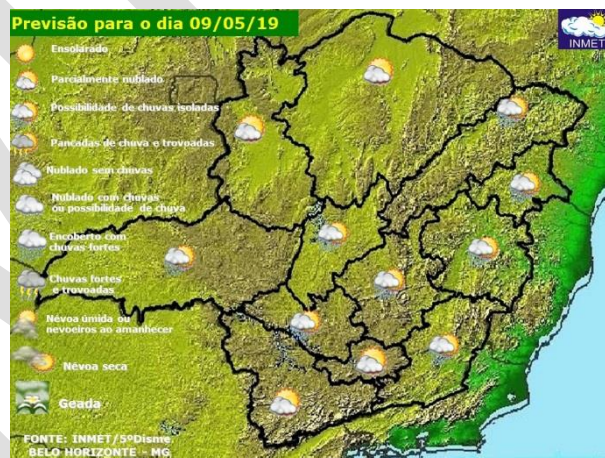 Previsão para o dia 09/05/19
INMET
Ensolarado
Parcialmente nublado
Possibilidade de chuvas isoladas
Pancadas de chuva e trovoadas
Nublado sem chuvas
Nublado com chuvas
ou possibilidade de chuva
Encoberto com
chuvas fortes
Chuvas fortes
e trovoadas
Névoa úmida ou
nevoeiros ao amanhecer
Névoa seca
Geada
FONTE: INMET/5ºDisme
BELO HORIZONTE - MG